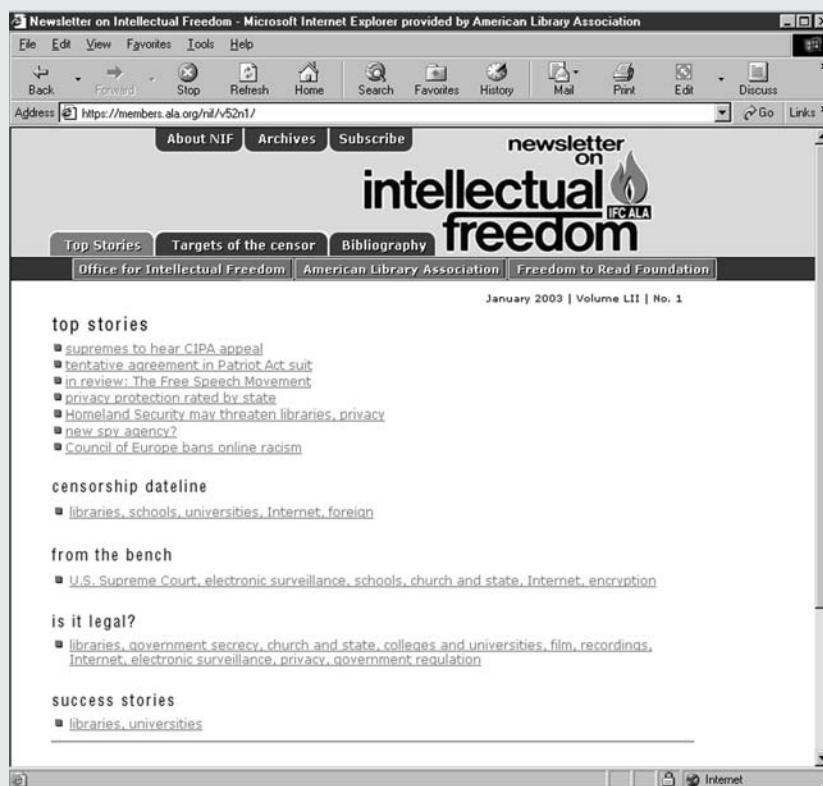 Newsletter on Intellectual Freedom - Microsoft Internet Explorer provided by American Library Association
File Edit View Favorites Tools Help
Back Forward Stop Refresh Home Search Favorites History Mail Print Edit Discuss
Address https://members.ala.org/nif/v52n1/ Go Links
About NIF Archives Subscribe
newsletter
on
intellectual
IFC ALA
freedom
Top Stories Targets of the censor Bibliography
Office for Intellectual Freedom American Library Association Freedom to Read Foundation
January 2003 | Volume LII | No. 1
top stories
supremes to hear CIPA appeal
tentative agreement in Patriot Act suit
in review: The Free Speech Movement
privacy protection rated by state
Homeland Security may threaten libraries, privacy
new spy agency?
Council of Europe bans online racism
censorship dateline
libraries, schools, universities, Internet, foreign
from the bench
U.S. Supreme Court, electronic surveillance, schools, church and state, Internet, encryption
is it legal?
libraries, government secrecy, church and state, colleges and universities, film, recordings,
Internet, electronic surveillance, privacy, government regulation
success stories
libraries, universities
Internet